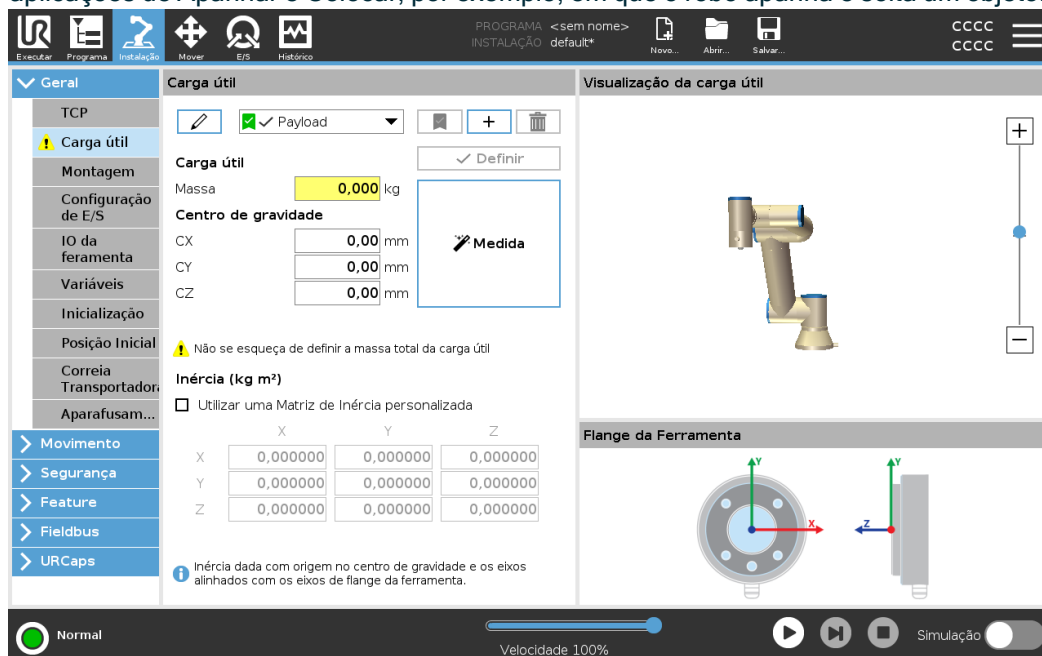 aplicações de Apanhar e Colocar, por exemplo, em que o robô apanha e solta um objeto.
PROGRAMA <sem nome>
INSTALAÇÃO default*
CCCC
CCCC
Executar Programa Instalação Mover E/S Histórico Novo... Abrir... Salvar...
Geral
TCP
Carga útil
Montagem
Configuração
de E/S
IO da
feramenta
Variáveis
Inicialização
Posição Inicial
Correia
Transportador
Aparafusam...
Movimento
Segurança
Feature
Fieldbus
URCaps
Carga útil
Payload
Carga útil
Definir
Massa 0,000 kg
Centro de gravidade
CX 0,00 mm
CY 0,00 mm
CZ 0,00 mm
Medida
Não se esqueça de definir a massa total da carga útil
Inércia (kg m²)
Utilizar uma Matriz de Inércia personalizada
X Y Z
X 0,000000 0,000000 0,000000
Y 0,000000 0,000000 0,000000
Z 0,000000 0,000000 0,000000
Inércia dada com origem no centro de gravidade e os eixos
alinhados com os eixos de flange da ferramenta.
Visualização da carga útil
Flange da Ferramenta
Y
X
Y
Z
Normal
Velocidade 100%
Simulação